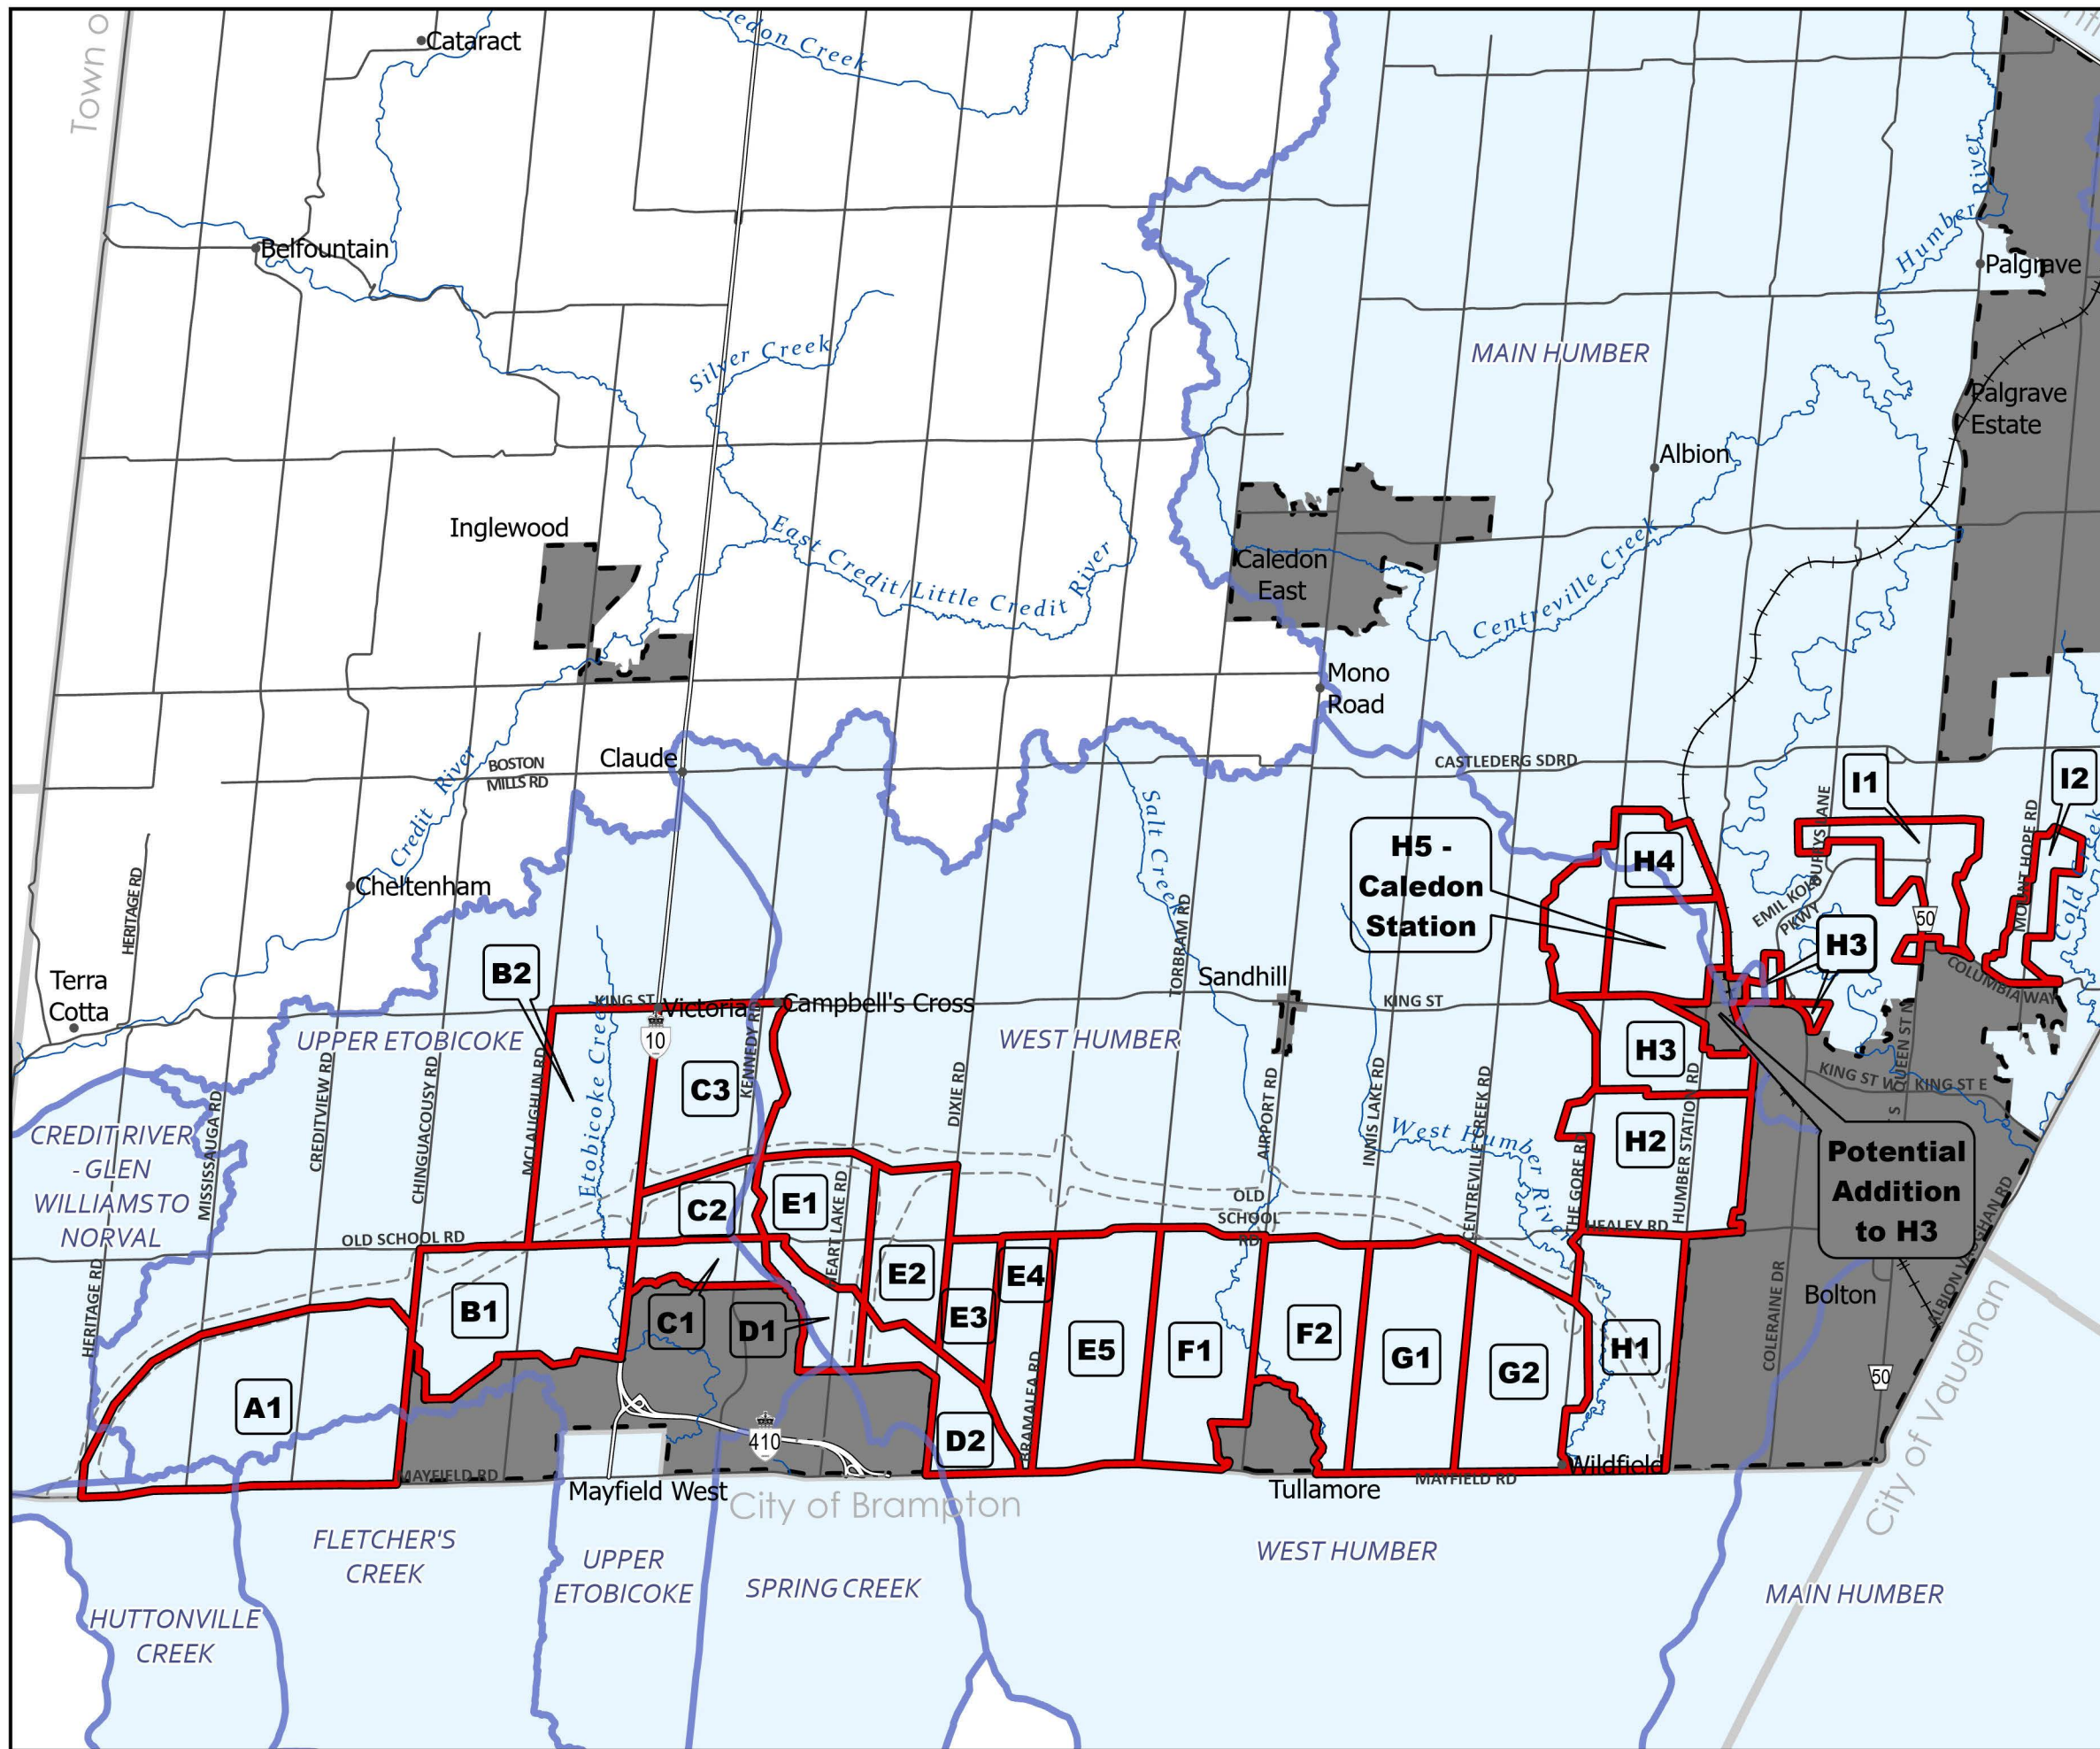 Town o
Cataract
ledon Creek
Belfountain
Humber River
Palgrave
Silver Creek
MAIN HUMBER
Palgrave
Estate
Albion
Inglewood
East Credit/Little Credit River
Caledon
East
Centreville Creek
Mono
Road
Claude
BOSTON
MILLS RD
CASTLEDERG SDRD
I1
I2
Credit River
Salt Creek
H5 -
Caledon
Station
H4
MOUNT HOPE RD
Cheltenham
HERITAGE RD
TORBRAM RD
EMIL KOLB
PKWY
50
H3
B2
Sandhill
Terra
Cotta
KING ST
Victoria
Campbell's Cross
KING ST
COLUMBIA WAY
10
UPPER ETOBICOKE
WEST HUMBER
H3
C3
KENNEDY RD
Etobicoke Creek
MCLAUGHLIN RD
CHINGUACOUSY RD
CREDITVIEW RD
MISSISSAUGA RD
DIXIE RD
AIRPORT RD
INNIS LAKE RD
CENTREVILLE CREEK RD
THE GORE RD
HUMBER STATION RD
KING ST W
KING ST E
QUEEN ST N
S
CREDIT RIVER
- GLEN
WILLIAMS TO
NORVAL
West Humber River
H2
Potential
Addition
to H3
C2
E1
HEART LAKE RD
OLD
SCHOOL
RD
HEALEY RD
OLD SCHOOL RD
ALBION VAUGHAN RD
HERITAGE RD
B1
C1
D1
E2
E3
E4
E5
F1
F2
G1
G2
H1
Bolton
COLERAINE DR
50
A1
BRAMALEA RD
410
D2
MAYFIELD RD
Mayfield West
City of Brampton
Tullamore
MAYFIELD RD
Wildfield
City of Vaughan
FLETCHER'S
CREEK
UPPER
ETOBICOKE
SPRING CREEK
WEST HUMBER
MAIN HUMBER
HUTTONVILLE
CREEK